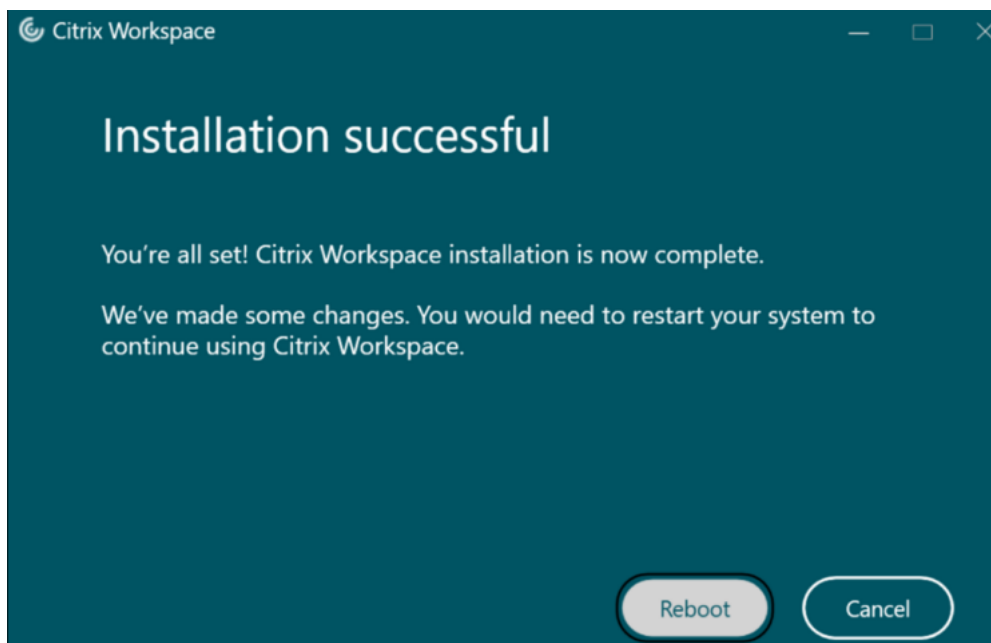 Citrix Workspace
Installation successful
You're all set! Citrix Workspace installation is now complete.
We've made some changes. You would need to restart your system to
continue using Citrix Workspace.
Reboot
Cancel